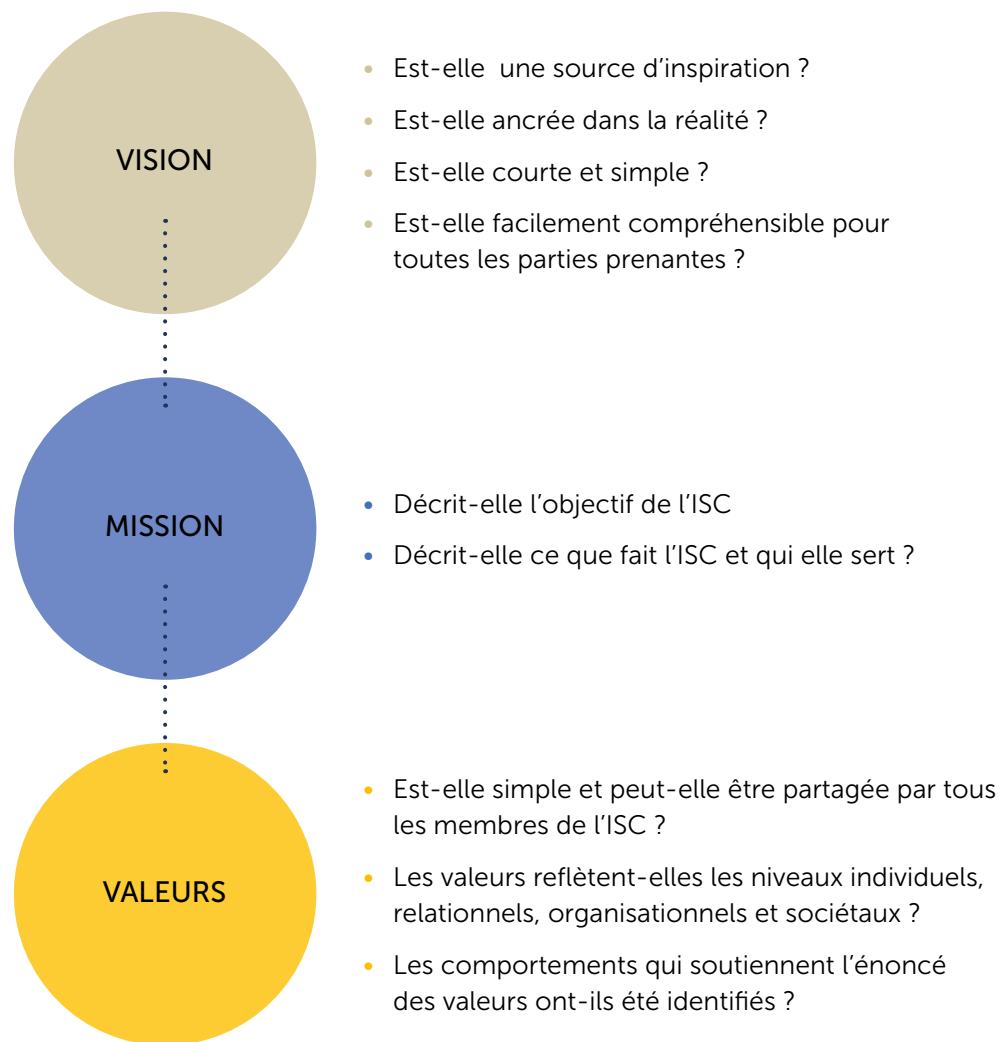 VISION
• Est-elle une source d’inspiration ?
• Est-elle ancrée dans la réalité ?
• Est-elle courte et simple ?
• Est-elle facilement compréhensible pour
toutes les parties prenantes ?
MISSION
• Décrit-elle l’objectif de l’ISC
• Décrit-elle ce que fait l’ISC et qui elle sert ?
VALEURS
• Est-elle simple et peut-elle être partagée par tous
les membres de l’ISC ?
• Les valeurs reflètent-elles les niveaux individuels,
relationnels, organisationnels et sociétaux ?
• Les comportements qui soutiennent l’énoncé
des valeurs ont-ils été identifiés ?